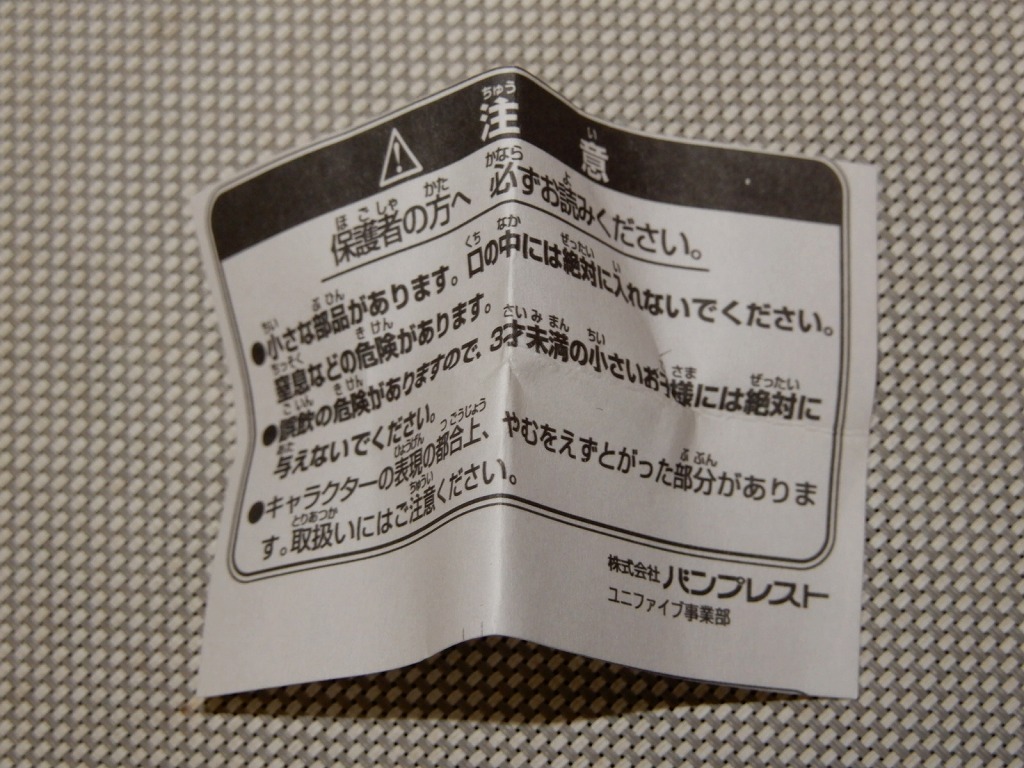 ⚠ 注意
保護者の方へ 必ずお読みください。
●小さな部品があります。口の中には絶対に入れないでください。
窒息などの危険があります。
●誤飲の危険がありますので、3才未満の小さいお子様には絶対に
与えないでください。
●キャラクターの表現の都合上、やむをえずとがった部分がありま
す。取扱いにはご注意ください。
株式会社 バンプレスト
ユニファイブ事業部